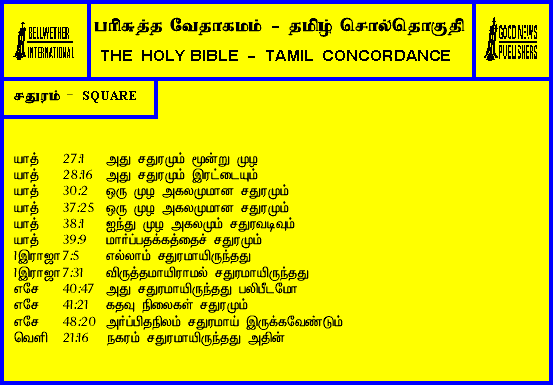 BELLWETHER
INTERNATIONAL
பரிசுத்த வேதாகமம் - தமிழ் சொல்தொகுதி
THE HOLY BIBLE - TAMIL CONCORDANCE
GOOD NEWS
PUBLISHERS
சதுரம் - SQUARE
யாத் 27:1 அது சதுரமும் மூன்று முழ
யாத் 28:16 அது சதுரமும் இரட்டையும்
யாத் 30:2 ஒரு முழ அகலமுமான சதுரமும்
யாத் 37:25 ஒரு முழ அகலமுமான சதுரமும்
யாத் 38:1 ஐந்து முழ அகலமும் சதுரவடிவும்
யாத் 39:9 மார்ப்பதக்கத்தைச் சதுரமும்
1இராஜா 7:5 எல்லாம் சதுரமாயிருந்தது
1இராஜா 7:31 விருத்தமாயிராமல் சதுரமாயிருந்தது
எசே 40:47 அது சதுரமாயிருந்தது பலிபீடமோ
எசே 41:21 கதவு நிலைகள் சதுரமும்
எசே 48:20 அர்ப்பிதநிலம் சதுரமாய் இருக்கவேண்டும்
வெளி 21:16 நகரம் சதுரமாயிருந்தது அதின்